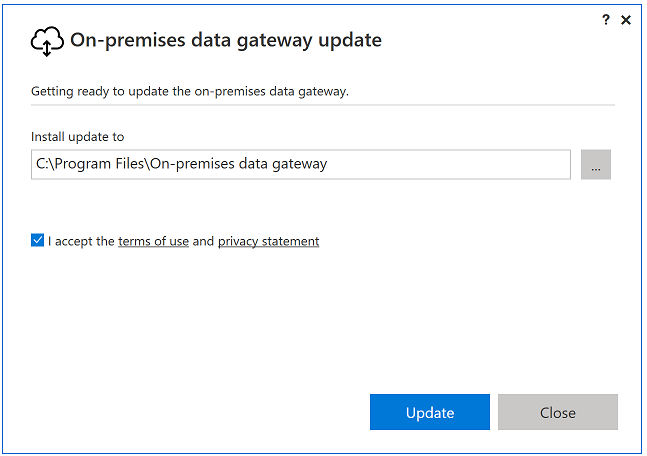 ? ×
On-premises data gateway update
Getting ready to update the on-premises data gateway.
Install update to
C:\Program Files\On-premises data gateway
...
I accept the terms of use and privacy statement
Update Close